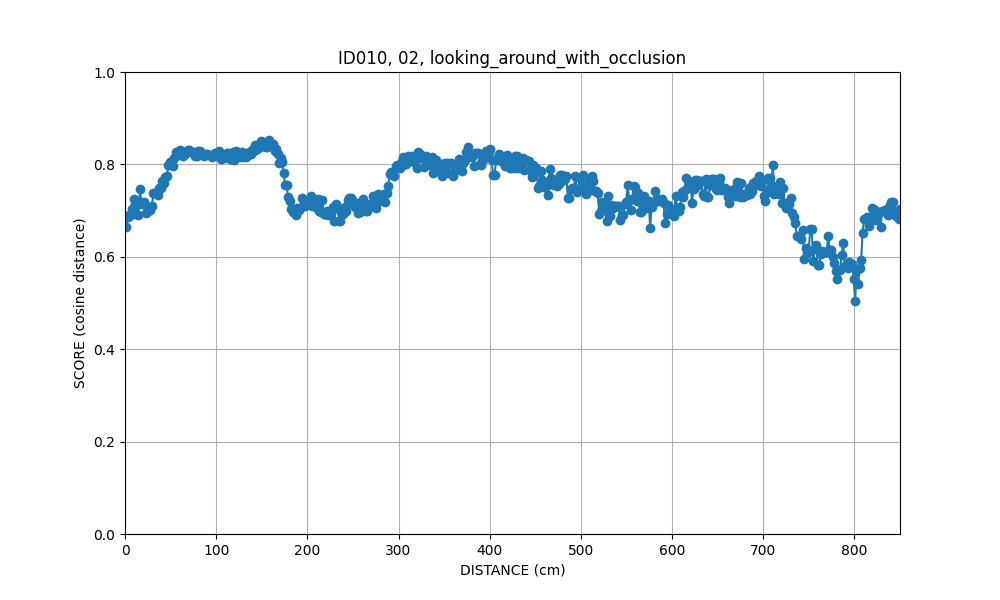 ID010, 02, looking_around_with_occlusion
1.0
0.8
0.6
0.4
0.2
0.0
SCORE (cosine distance)
0 100 200 300 400 500 600 700 800
DISTANCE (cm)